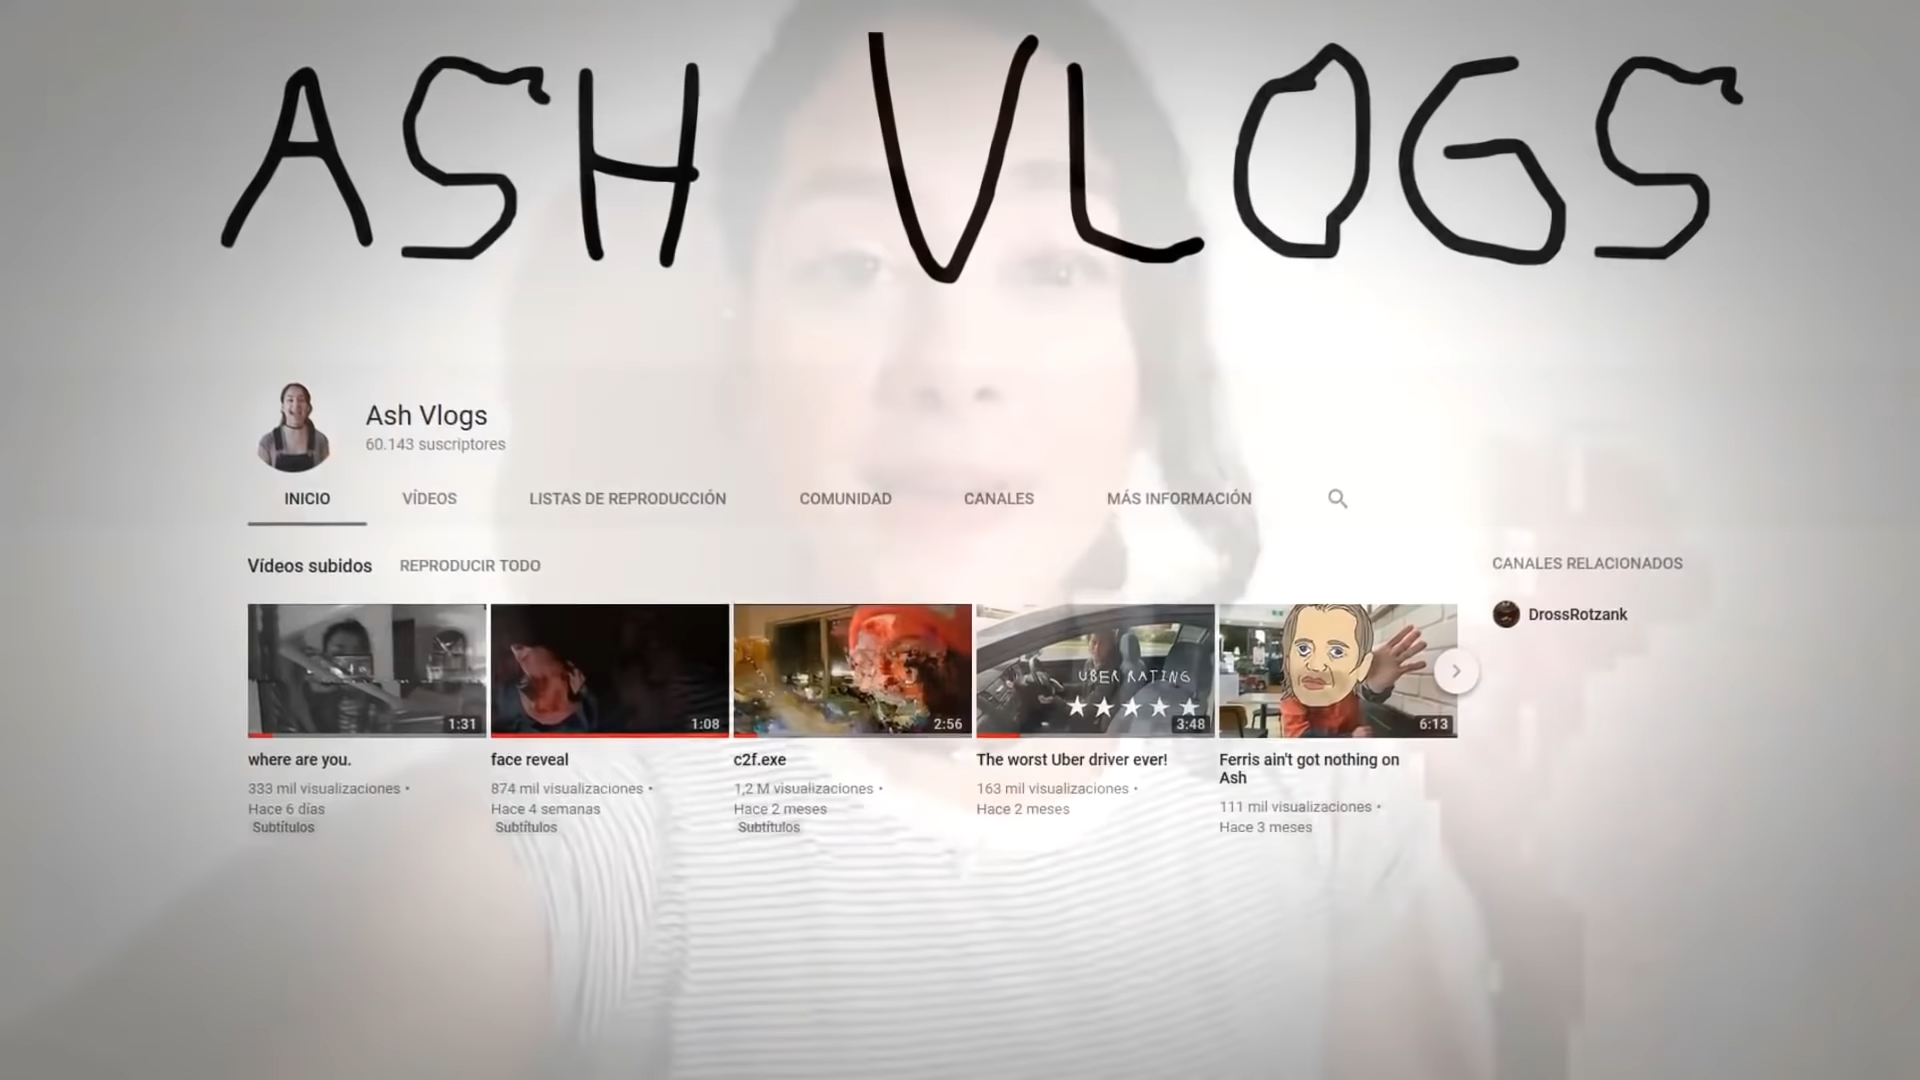 ASH VLOGS
Ash Vlogs
60.143 suscriptores
INICIO VÍDEOS LISTAS DE REPRODUCCIÓN COMUNIDAD CANALES MÁS INFORMACIÓN
Vídeos subidos REPRODUCIR TODO
CANALES RELACIONADOS
DrossRotzank
UBER RATING
1:31 1:08 2:56 3:48 6:13
where are you.
333 mil visualizaciones •
Hace 6 días
Subtítulos
face reveal
874 mil visualizaciones •
Hace 4 semanas
Subtítulos
c2f.exe
1,2 M visualizaciones •
Hace 2 meses
Subtítulos
The worst Uber driver ever!
163 mil visualizaciones •
Hace 2 meses
Ferris ain't got nothing on
Ash
111 mil visualizaciones •
Hace 3 meses